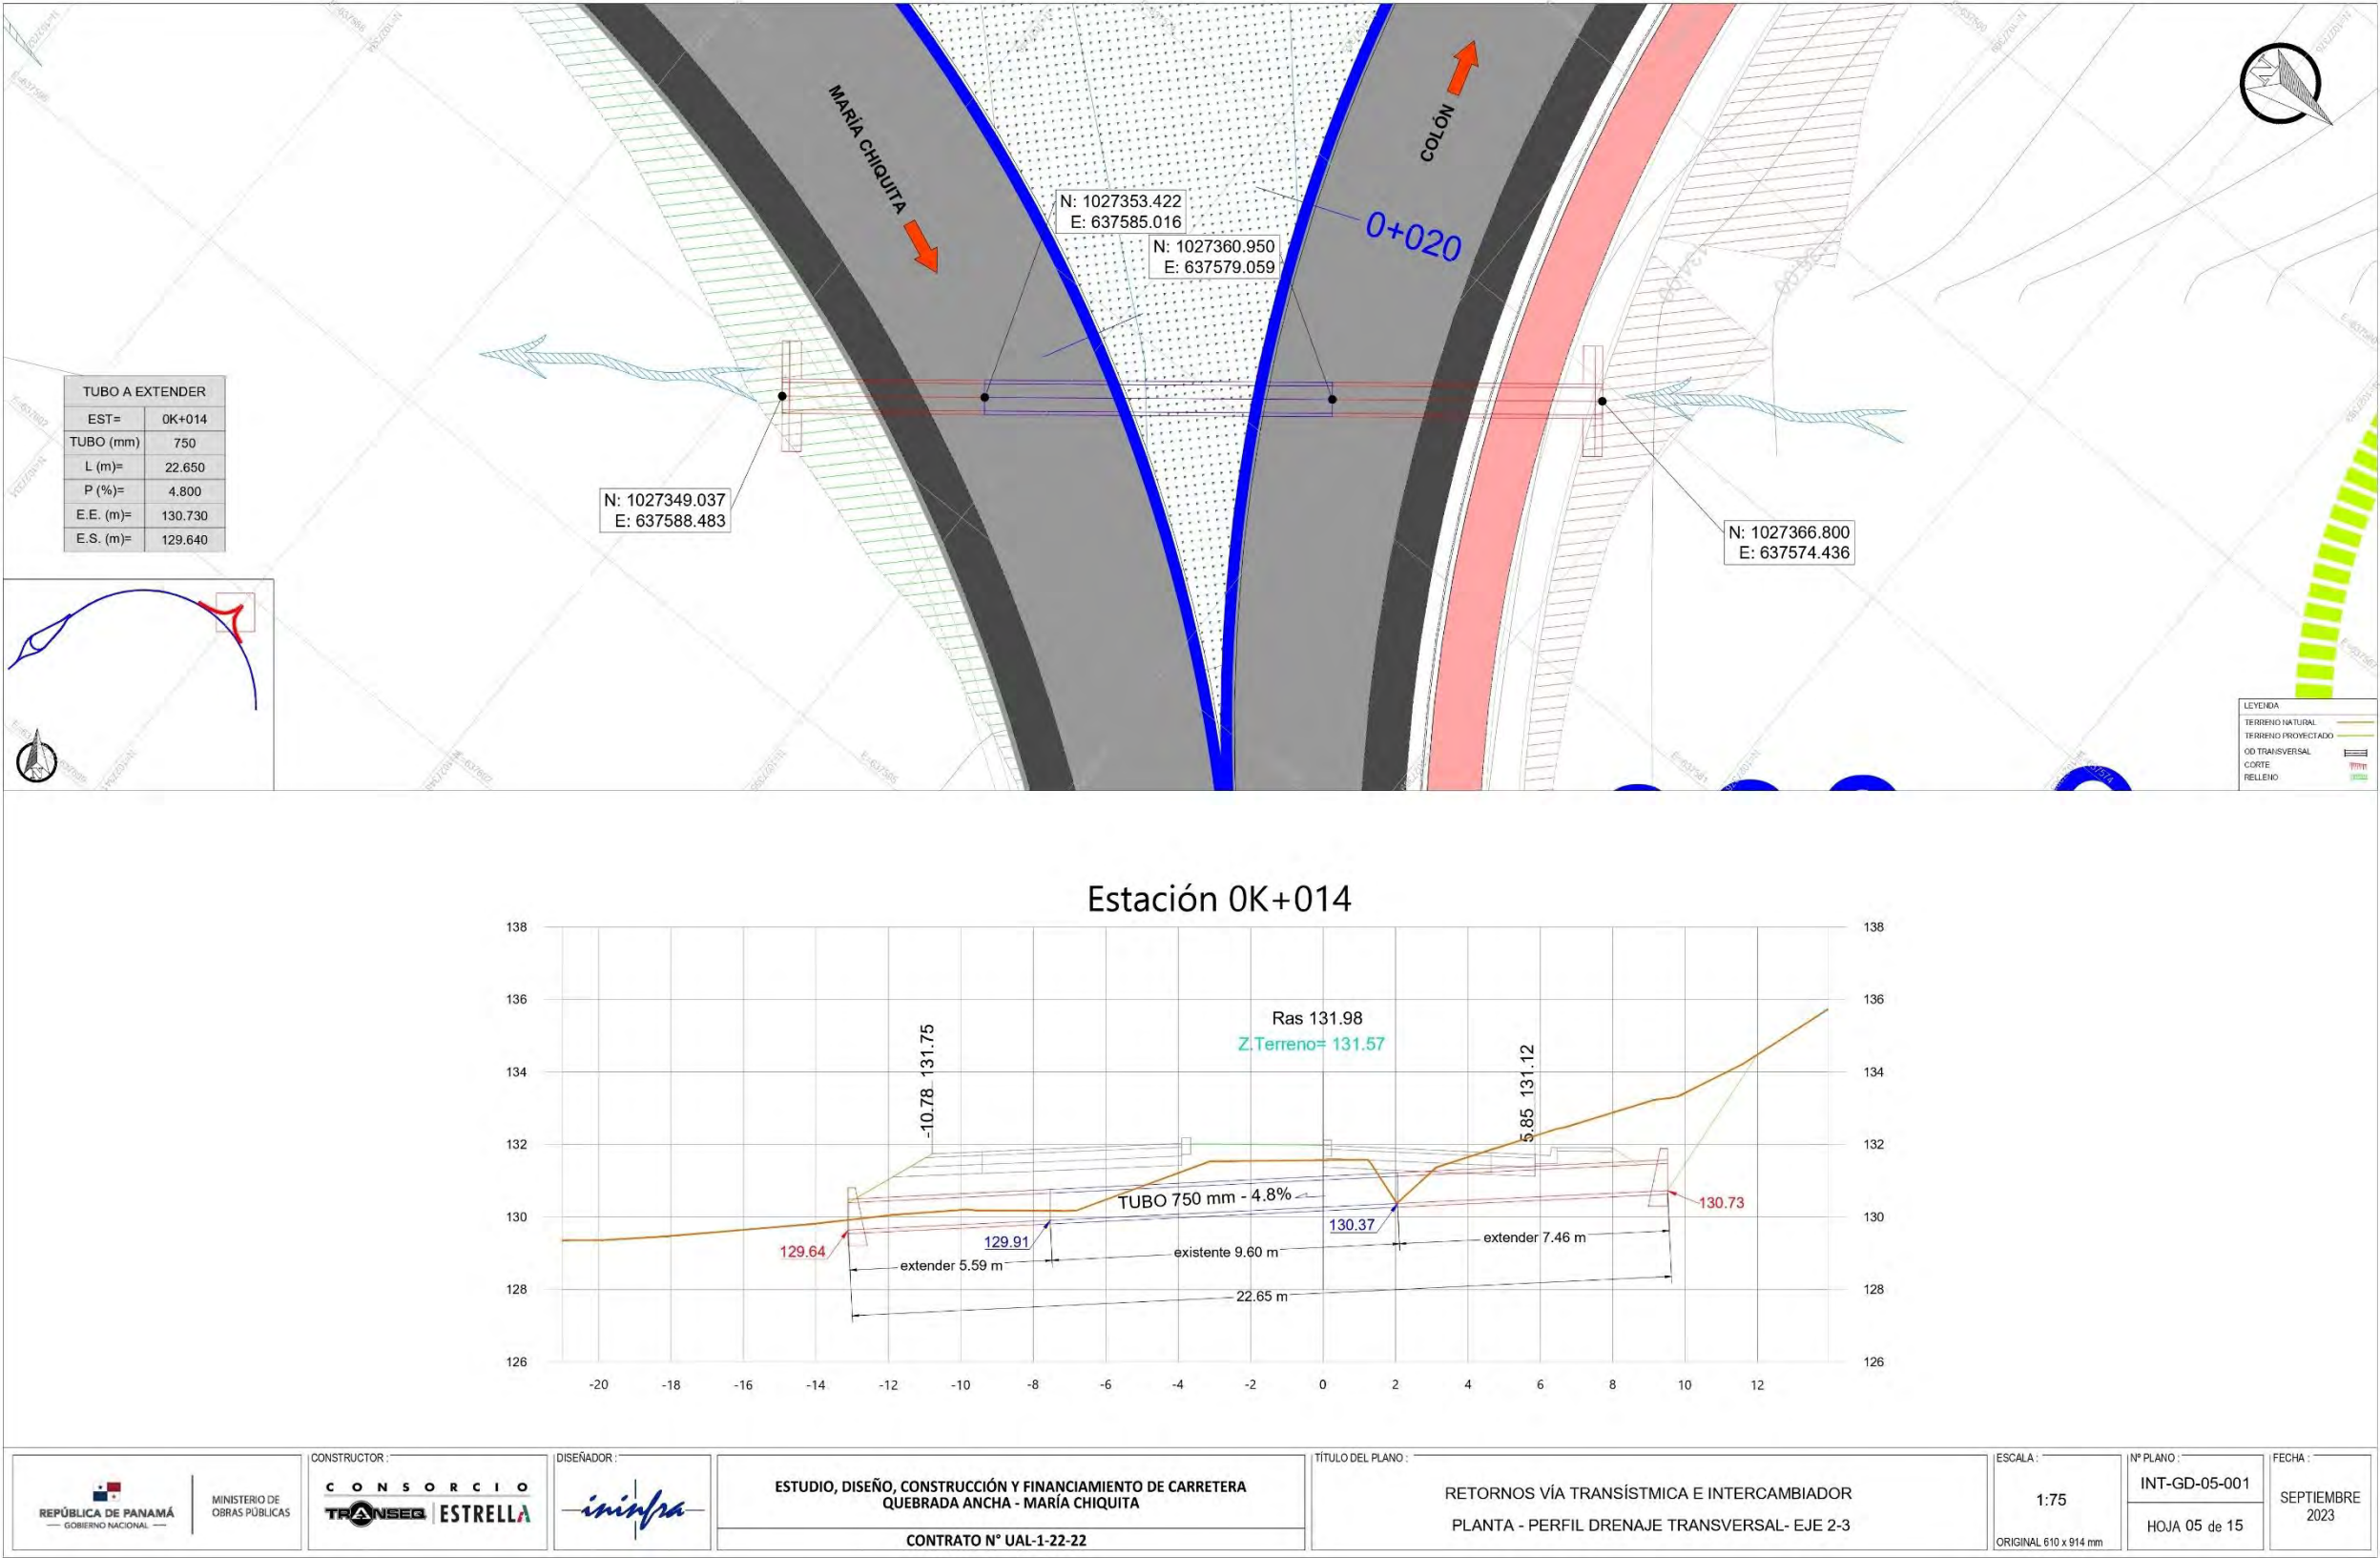 MARÍA CHIQUITA
COLÓN
N: 1027353.422
E: 637585.016
N: 1027360.950
E: 637579.059
0+020
N
TUBO A EXTENDER
EST= 0K+014
TUBO (mm) 750
L (m)= 22.650
P (%)= 4.800
E.E. (m)= 130.730
E.S. (m)= 129.640
N: 1027349.037
E: 637588.483
N: 1027366.800
E: 637574.436
N
LEYENDA
TERRENO NATURAL
TERRENO PROYECTADO
OD TRANSVERSAL
CORTE
RELLENO
Estación 0K+014
138 138
136 136
Ras 131.98
Z.Terreno= 131.57
-10.78 131.75
5.85 131.12
134 134
132 132
TUBO 750 mm - 4.8%
130 130
130.73
130.37
129.91
129.64
extender 7.46 m
existente 9.60 m
extender 5.59 m
128 128
22.65 m
126 126
-20 -18 -16 -14 -12 -10 -8 -6 -4 -2 0 2 4 6 8 10 12
REPÚBLICA DE PANAMÁ
— GOBIERNO NACIONAL —
MINISTERIO DE
OBRAS PÚBLICAS
CONSTRUCTOR :
CONSORCIO
TRANSEQ ESTRELLA
DISEÑADOR :
ininfra
ESTUDIO, DISEÑO, CONSTRUCCIÓN Y FINANCIAMIENTO DE CARRETERA
QUEBRADA ANCHA - MARÍA CHIQUITA
CONTRATO N° UAL-1-22-22
TÍTULO DEL PLANO :
RETORNOS VÍA TRANSÍSTMICA E INTERCAMBIADOR
PLANTA - PERFIL DRENAJE TRANSVERSAL- EJE 2-3
ESCALA :
1:75
ORIGINAL 610 x 914 mm
Nº PLANO :
INT-GD-05-001
HOJA 05 de 15
FECHA :
SEPTIEMBRE
2023